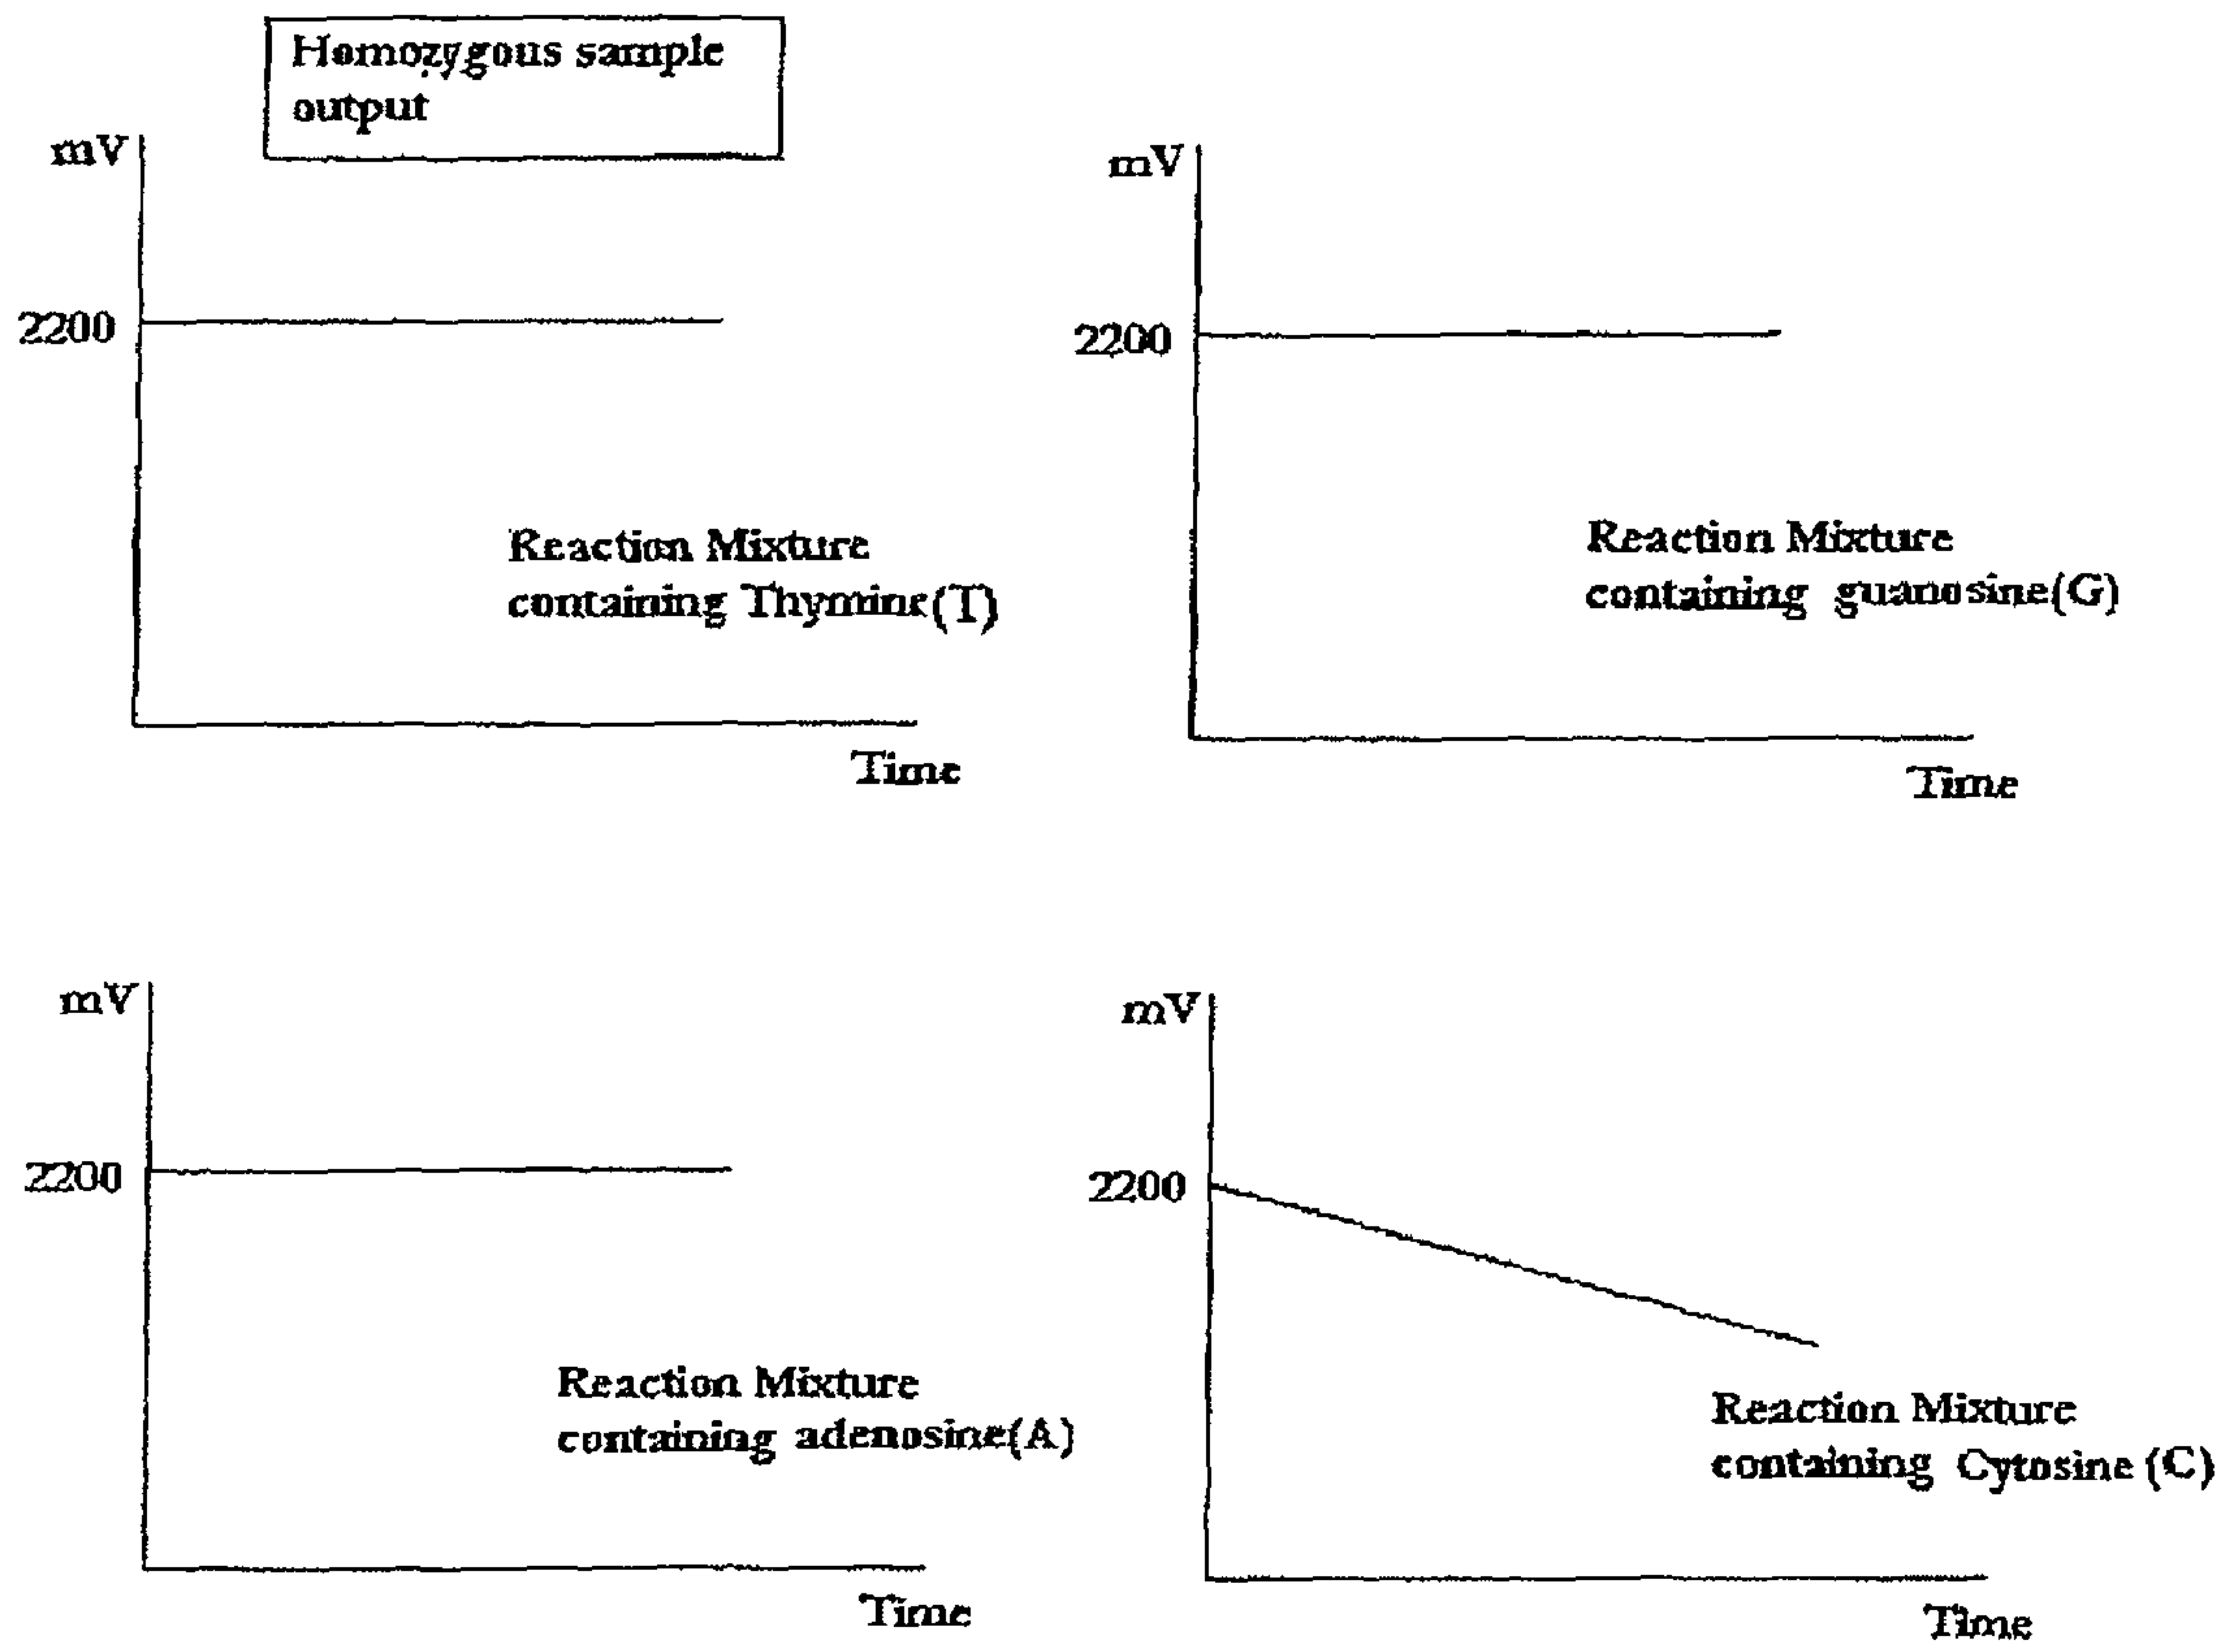 Homozygous sample
output
mV
2200
Reaction Mixture
containing Thymine(T)
Time
mV
2200
Reaction Mixture
containing guanosine(G)
Time
mV
2200
Reaction Mixture
containing adenosine(A)
Time
mV
2200
Reaction Mixture
containing Cytosine (C)
Time